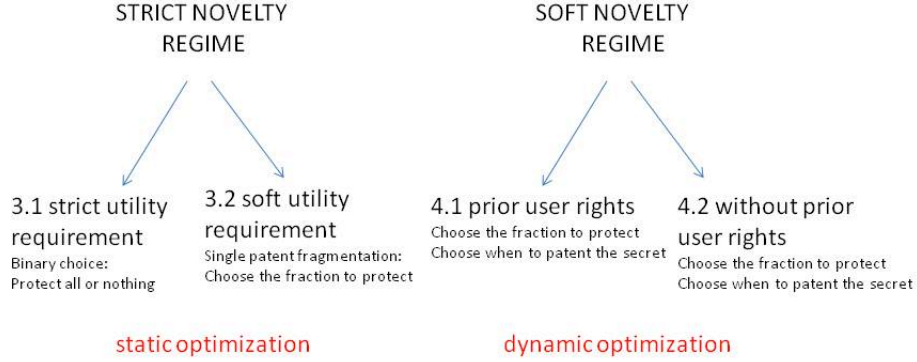 STRICT NOVELTY
REGIME
SOFT NOVELTY
REGIME
3.1 strict utility
requirement
Binary choice:
Protect all or nothing
3.2 soft utility
requirement
Single patent fragmentation:
Choose the fraction to protect
4.1 prior user rights
Choose the fraction to protect
Choose when to patent the secret
4.2 without prior
user rights
Choose the fraction to protect
Choose when to patent the secret
static optimization
dynamic optimization